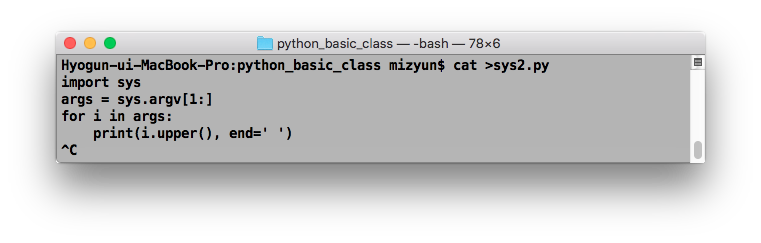 python_basic_class — -bash — 78×6
Hyogun-ui-MacBook-Pro:python_basic_class mizyun$ cat >sys2.py
import sys
args = sys.argv[1:]
for i in args:
    print(i.upper(), end=' ')
^C